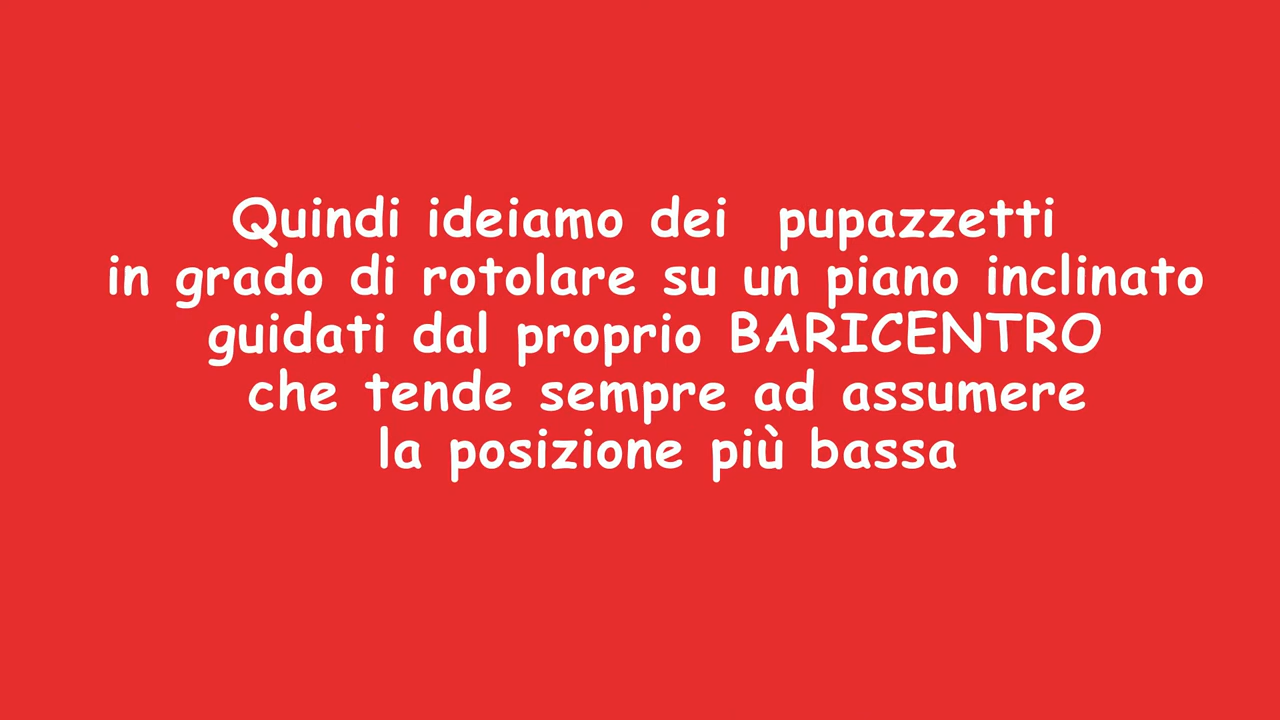 Quindi ideiamo dei pupazzetti
in grado di rotolare su un piano inclinato
guidati dal proprio BARICENTRO
che tende sempre ad assumere
la posizione più bassa